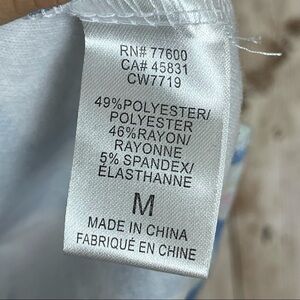 RN# 77600
CA# 45831
CW7719
49%POLYESTER/
POLYESTER
46%RAYON/
RAYONNE
5% SPANDEX/
ELASTHANNE
M
MADE IN CHINA
FABRIQUÉ EN CHINE